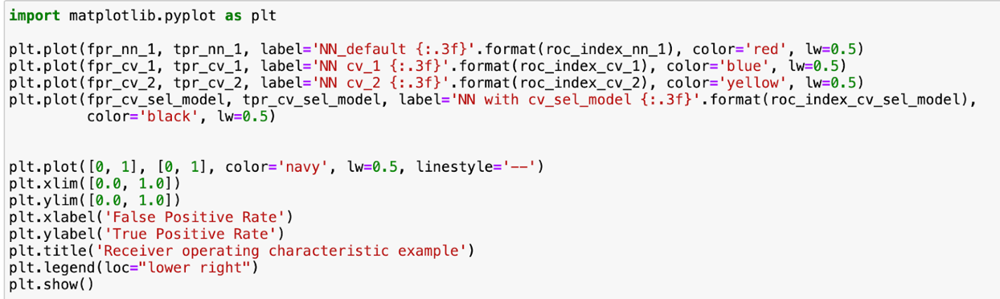 import matplotlib.pyplot as plt
plt.plot(fpr_nn_1, tpr_nn_1, label='NN_default {:.3f}'.format(roc_index_nn_1), color='red', lw=0.5)
plt.plot(fpr_cv_1, tpr_cv_1, label='NN cv_1 {:.3f}'.format(roc_index_cv_1), color='blue', lw=0.5)
plt.plot(fpr_cv_2, tpr_cv_2, label='NN cv_2 {:.3f}'.format(roc_index_cv_2), color='yellow', lw=0.5)
plt.plot(fpr_cv_sel_model, tpr_cv_sel_model, label='NN with cv_sel_model {:.3f}'.format(roc_index_cv_sel_model),
color='black', lw=0.5)
plt.plot([0, 1], [0, 1], color='navy', lw=0.5, linestyle='--')
plt.xlim([0.0, 1.0])
plt.ylim([0.0, 1.0])
plt.xlabel('False Positive Rate')
plt.ylabel('True Positive Rate')
plt.title('Receiver operating characteristic example')
plt.legend(loc="lower right")
plt.show()